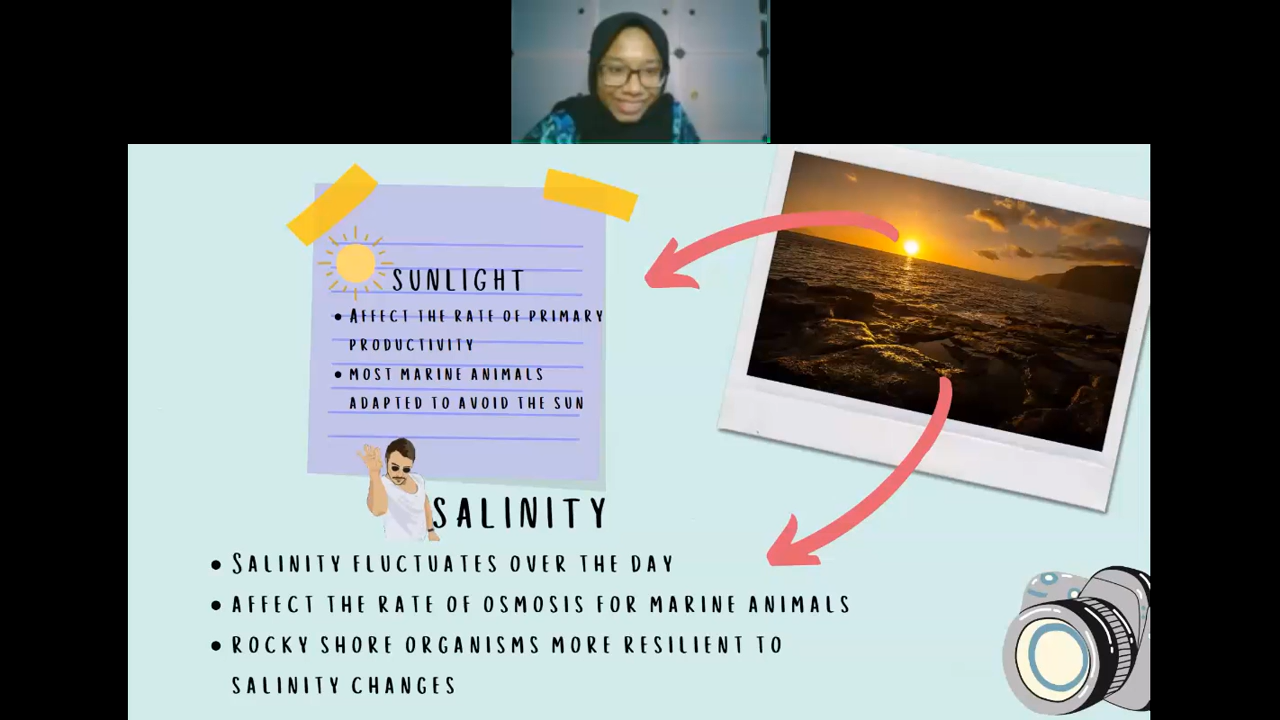 SUNLIGHT
• AFFECT THE RATE OF PRIMARY
PRODUCTIVITY
• MOST MARINE ANIMALS
ADAPTED TO AVOID THE SUN
SALINITY
• SALINITY FLUCTUATES OVER THE DAY
• AFFECT THE RATE OF OSMOSIS FOR MARINE ANIMALS
• ROCKY SHORE ORGANISMS MORE RESILIENT TO
SALINITY CHANGES